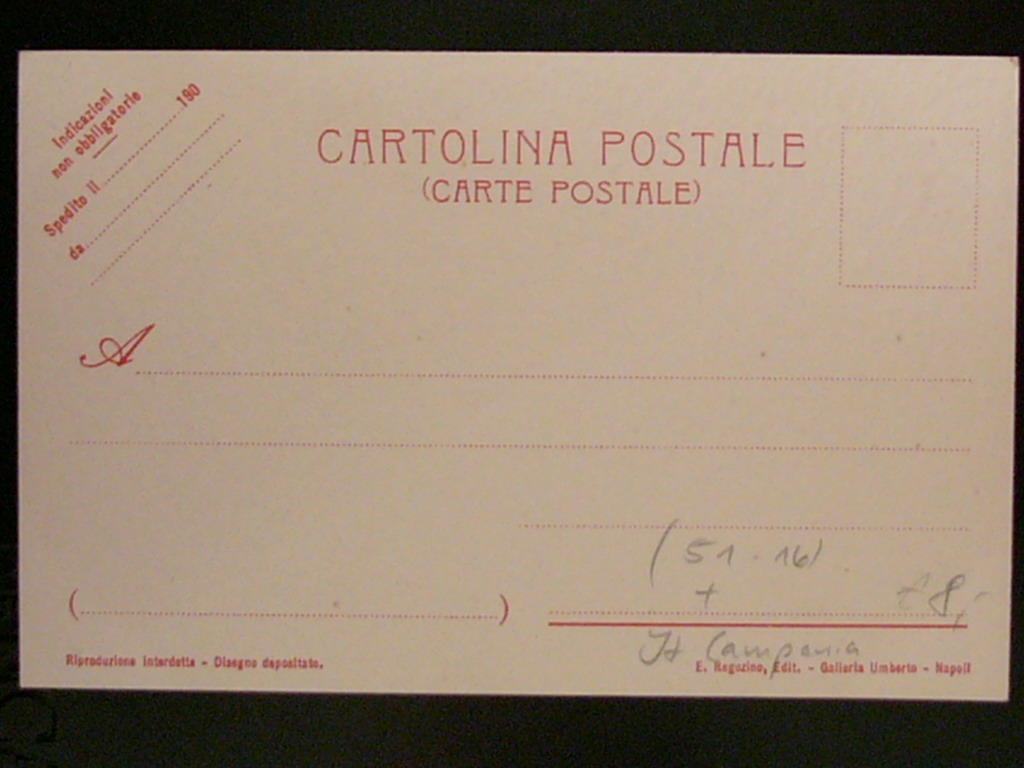 Indicazioni
non obbligatorie
Spedito il 190
da
CARTOLINA POSTALE
(CARTE POSTALE)
A
(51-16)
+
8,-
( )
It Campania
Riproduzione interdetta - Disegno depositato.
E. Ragozino, Edit. - Galleria Umberto - Napoli